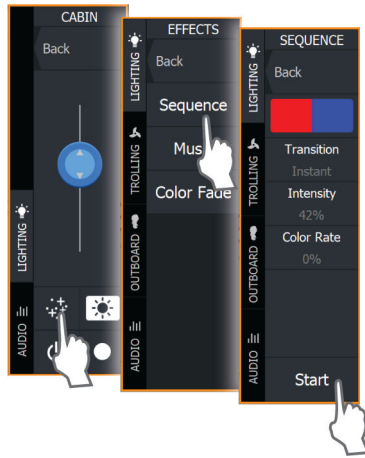 CABIN
Back
LIGHTING
AUDIO
EFFECTS
Back
Sequence
Mus
Color Fade
LIGHTING
TROLLING
OUTBOARD
AUDIO
SEQUENCE
Back
Transition
Instant
Intensity
42%
Color Rate
0%
Start
LIGHTING
TROLLING
OUTBOARD
AUDIO